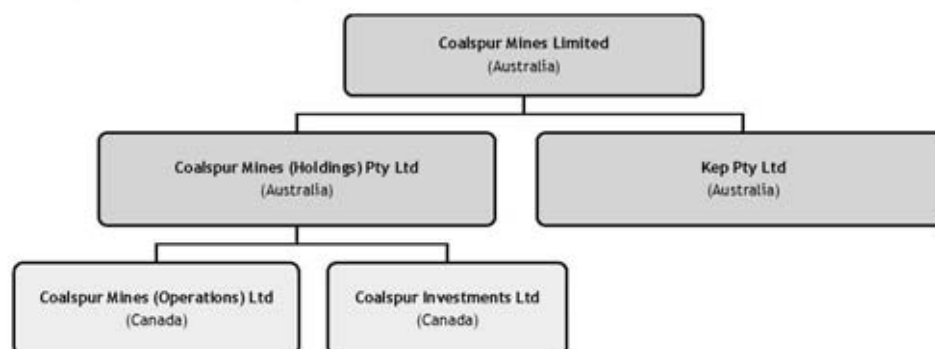 Coalspur Mines Limited
(Australia)
Coalspur Mines (Holdings) Pty Ltd
(Australia)
Kep Pty Ltd
(Australia)
Coalspur Mines (Operations) Ltd
(Canada)
Coalspur Investments Ltd
(Canada)